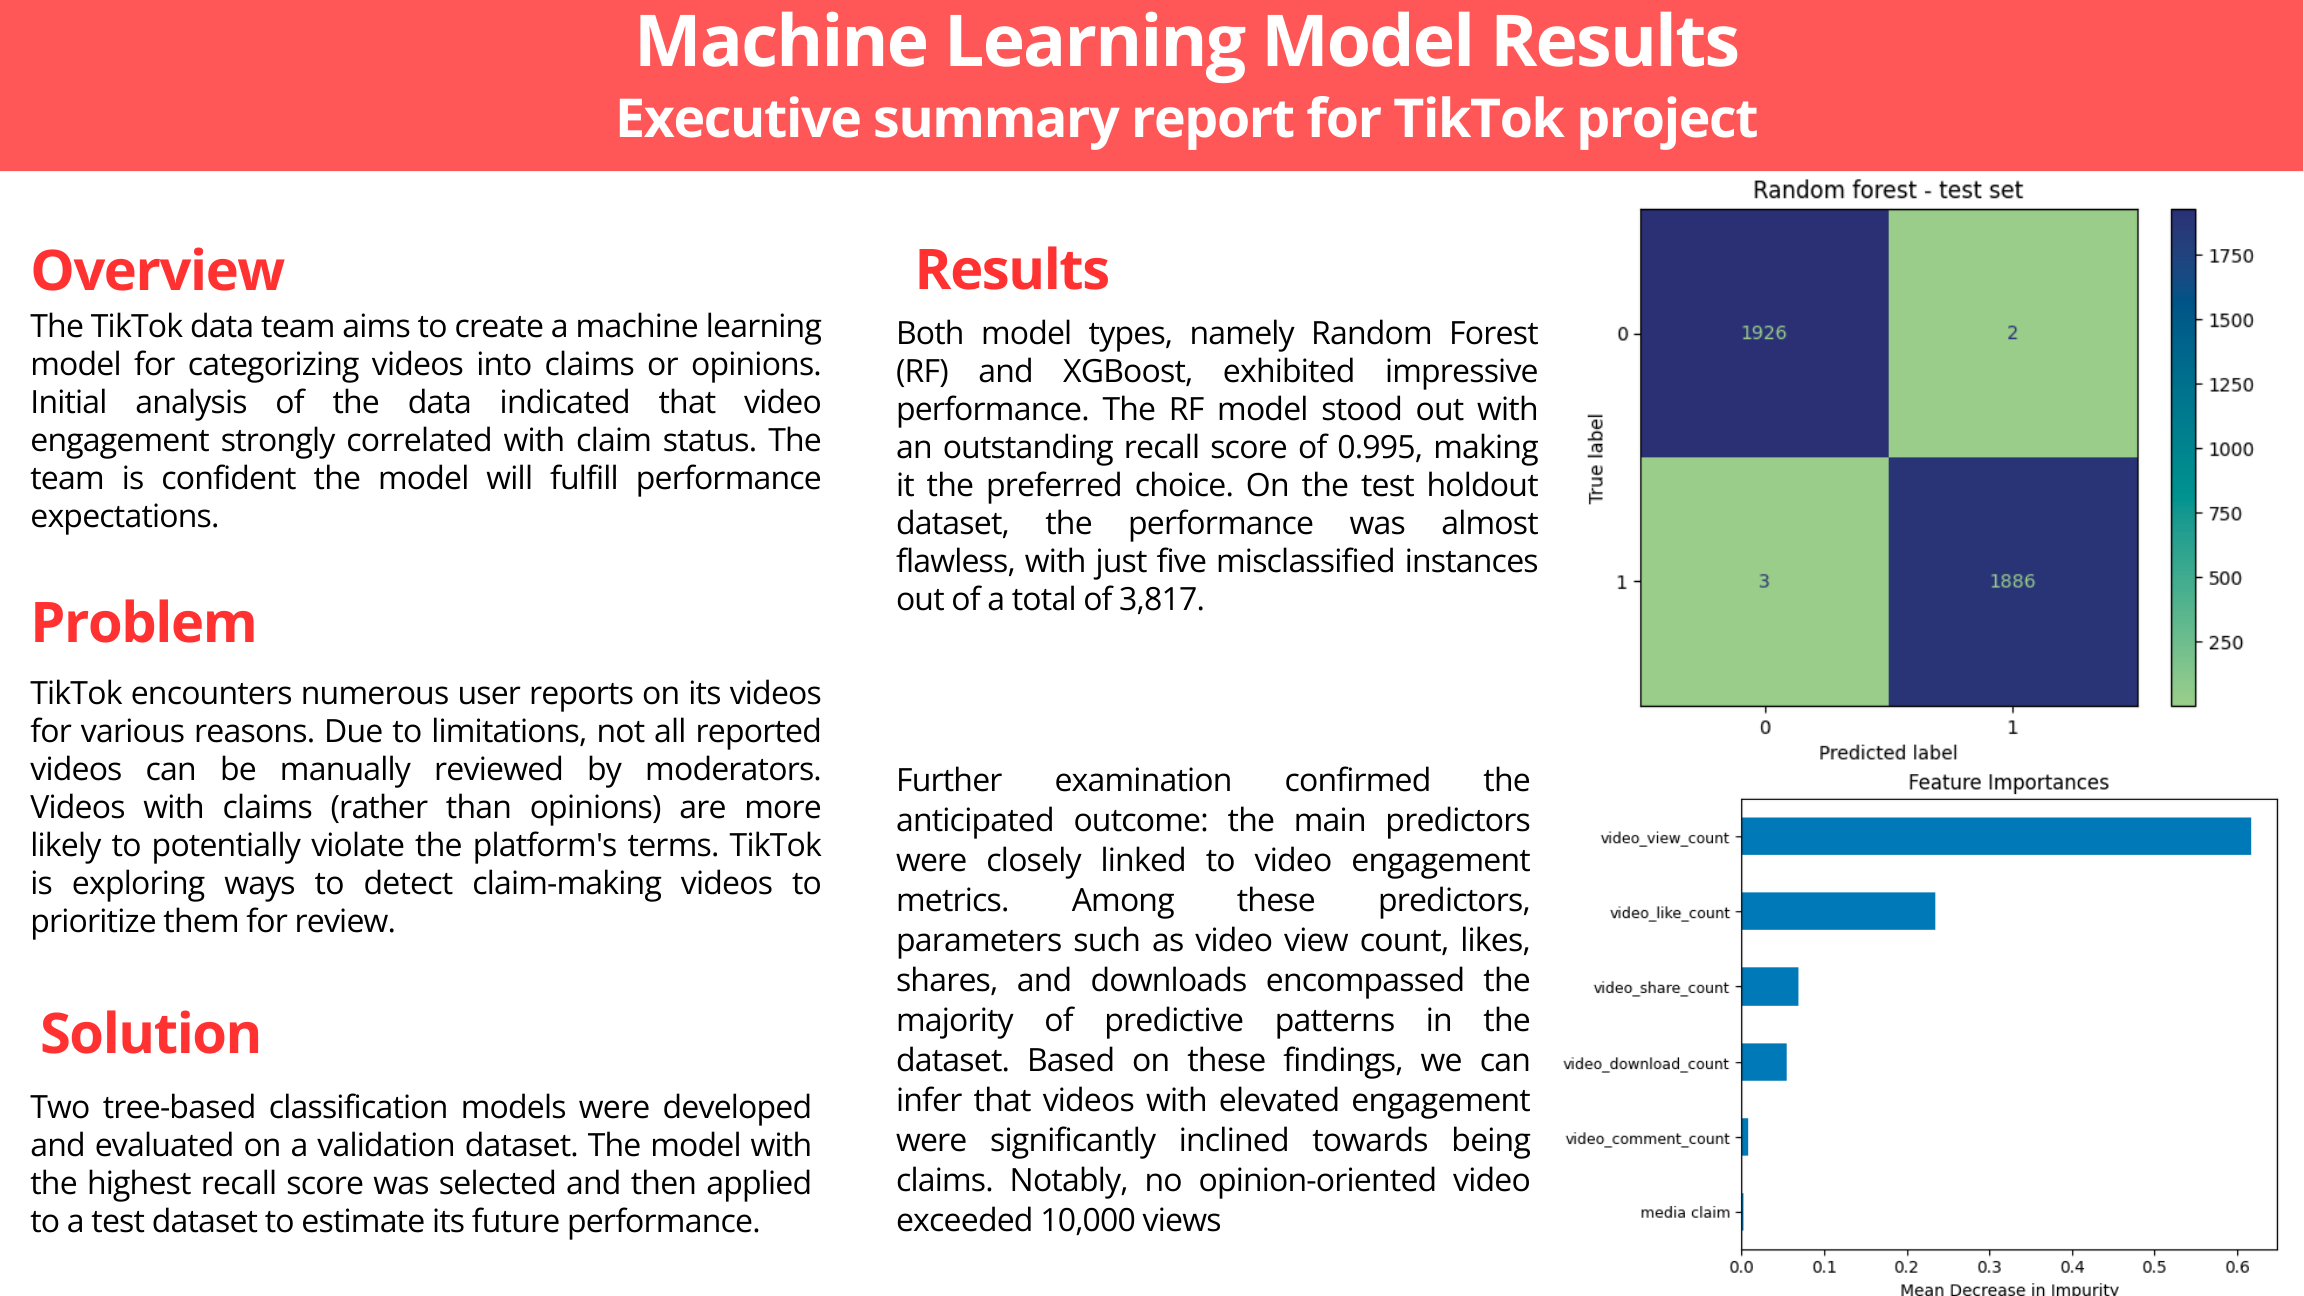 Machine Learning Model Results
Executive summary report for TikTok project
Overview
The TikTok data team aims to create a machine learning
model for categorizing videos into claims or opinions.
Initial analysis of the data indicated that video
engagement strongly correlated with claim status. The
team is confident the model will fulfill performance
expectations.
Problem
TikTok encounters numerous user reports on its videos
for various reasons. Due to limitations, not all reported
videos can be manually reviewed by moderators.
Videos with claims (rather than opinions) are more
likely to potentially violate the platform's terms. TikTok
is exploring ways to detect claim-making videos to
prioritize them for review.
Solution
Two tree-based classification models were developed
and evaluated on a validation dataset. The model with
the highest recall score was selected and then applied
to a test dataset to estimate its future performance.
Results
Both model types, namely Random Forest
(RF) and XGBoost, exhibited impressive
performance. The RF model stood out with
an outstanding recall score of 0.995, making
it the preferred choice. On the test holdout
dataset, the performance was almost
flawless, with just five misclassified instances
out of a total of 3,817.
Further examination confirmed the
anticipated outcome: the main predictors
were closely linked to video engagement
metrics. Among these predictors,
parameters such as video view count, likes,
shares, and downloads encompassed the
majority of predictive patterns in the
dataset. Based on these findings, we can
infer that videos with elevated engagement
were significantly inclined towards being
claims. Notably, no opinion-oriented video
exceeded 10,000 views
Random forest - test set
True label
0
1926
2
1
3
1886
0 1
Predicted label
1750
1500
1250
1000
750
500
250
Feature Importances
video_view_count
video_like_count
video_share_count
video_download_count
video_comment_count
media claim
0.0 0.1 0.2 0.3 0.4 0.5 0.6
Mean Decrease in Impurity